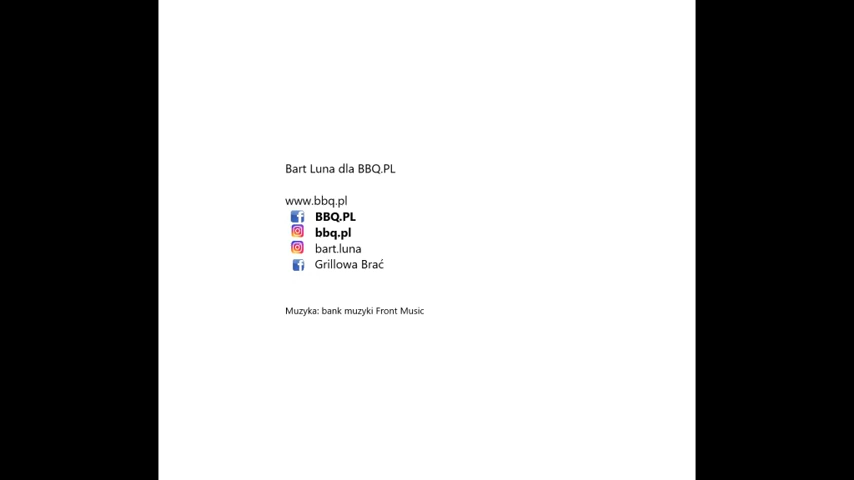 Bart Luna dla BBQ.PL
www.bbq.pl
BBQ.PL
bbq.pl
bart.luna
Grillowa Brać
Muzyka: bank muzyki Front Music